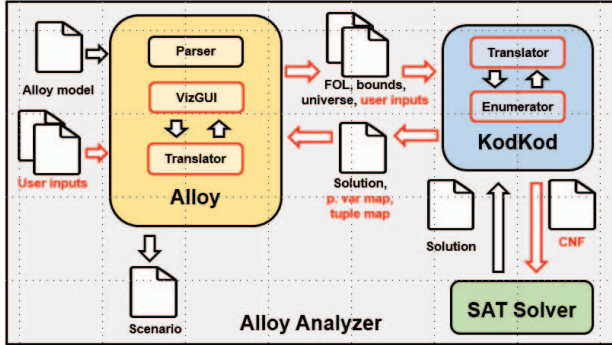 Parser
Translator
Alloy model
VizGUI
FOL, bounds,
universe, user inputs
Enumerator
KodKod
Translator
User inputs
Alloy
Solution,
p. var map,
tuple map
Solution
CNF
Scenario
Alloy Analyzer
SAT Solver